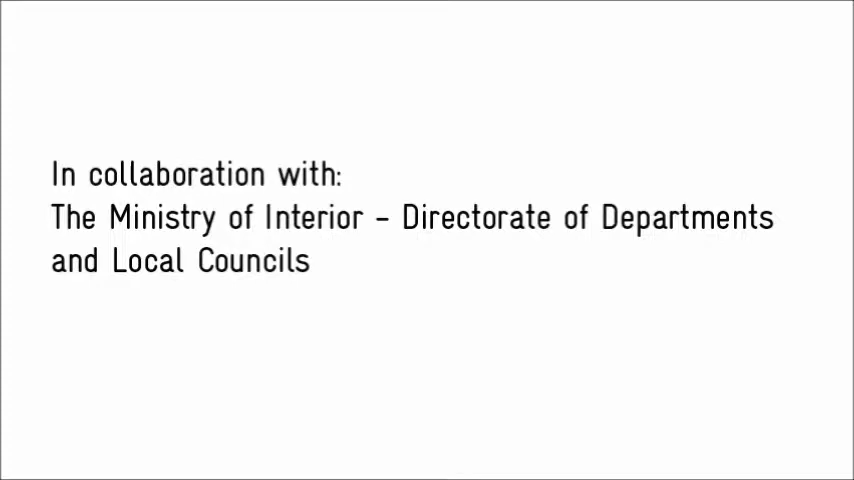 In collaboration with:
The Ministry of Interior - Directorate of Departments
and Local Councils